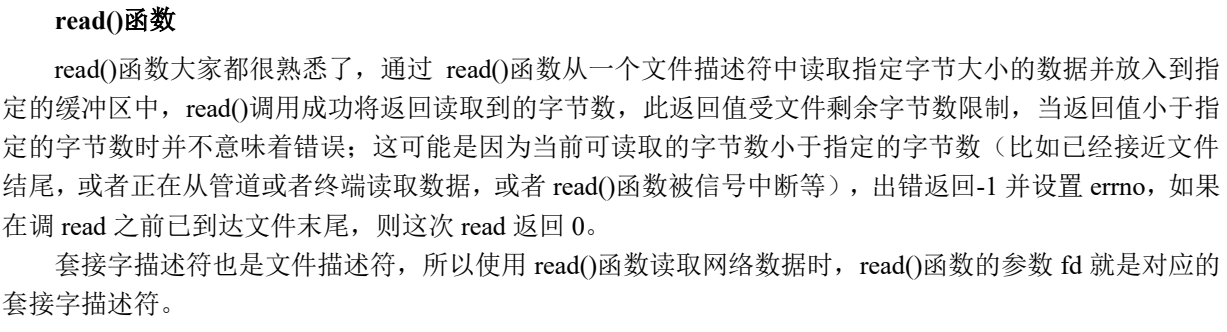 read()函数
read()函数大家都很熟悉了，通过 read()函数从一个文件描述符中读取指定字节大小的数据并放入到指
定的缓冲区中，read()调用成功将返回读取到的字节数，此返回值受文件剩余字节数限制，当返回值小于指
定的字节数时并不意味着错误；这可能是因为当前可读取的字节数小于指定的字节数（比如已经接近文件
结尾，或者正在从管道或者终端读取数据，或者 read()函数被信号中断等），出错返回-1 并设置 errno，如果
在调 read 之前已到达文件末尾，则这次 read 返回 0。
套接字描述符也是文件描述符，所以使用 read()函数读取网络数据时，read()函数的参数 fd 就是对应的
套接字描述符。